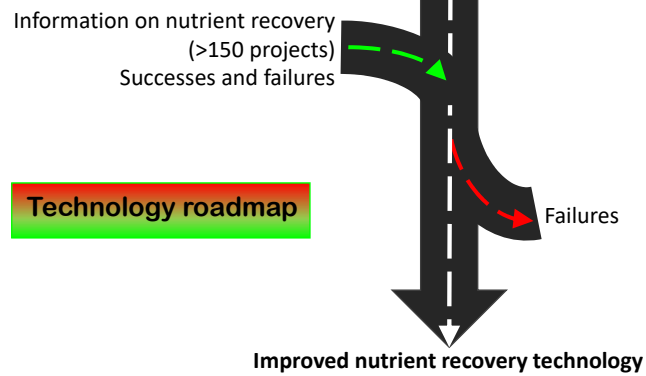 Information on nutrient recovery
(>150 projects)
Successes and failures
Technology roadmap
Failures
Improved nutrient recovery technology